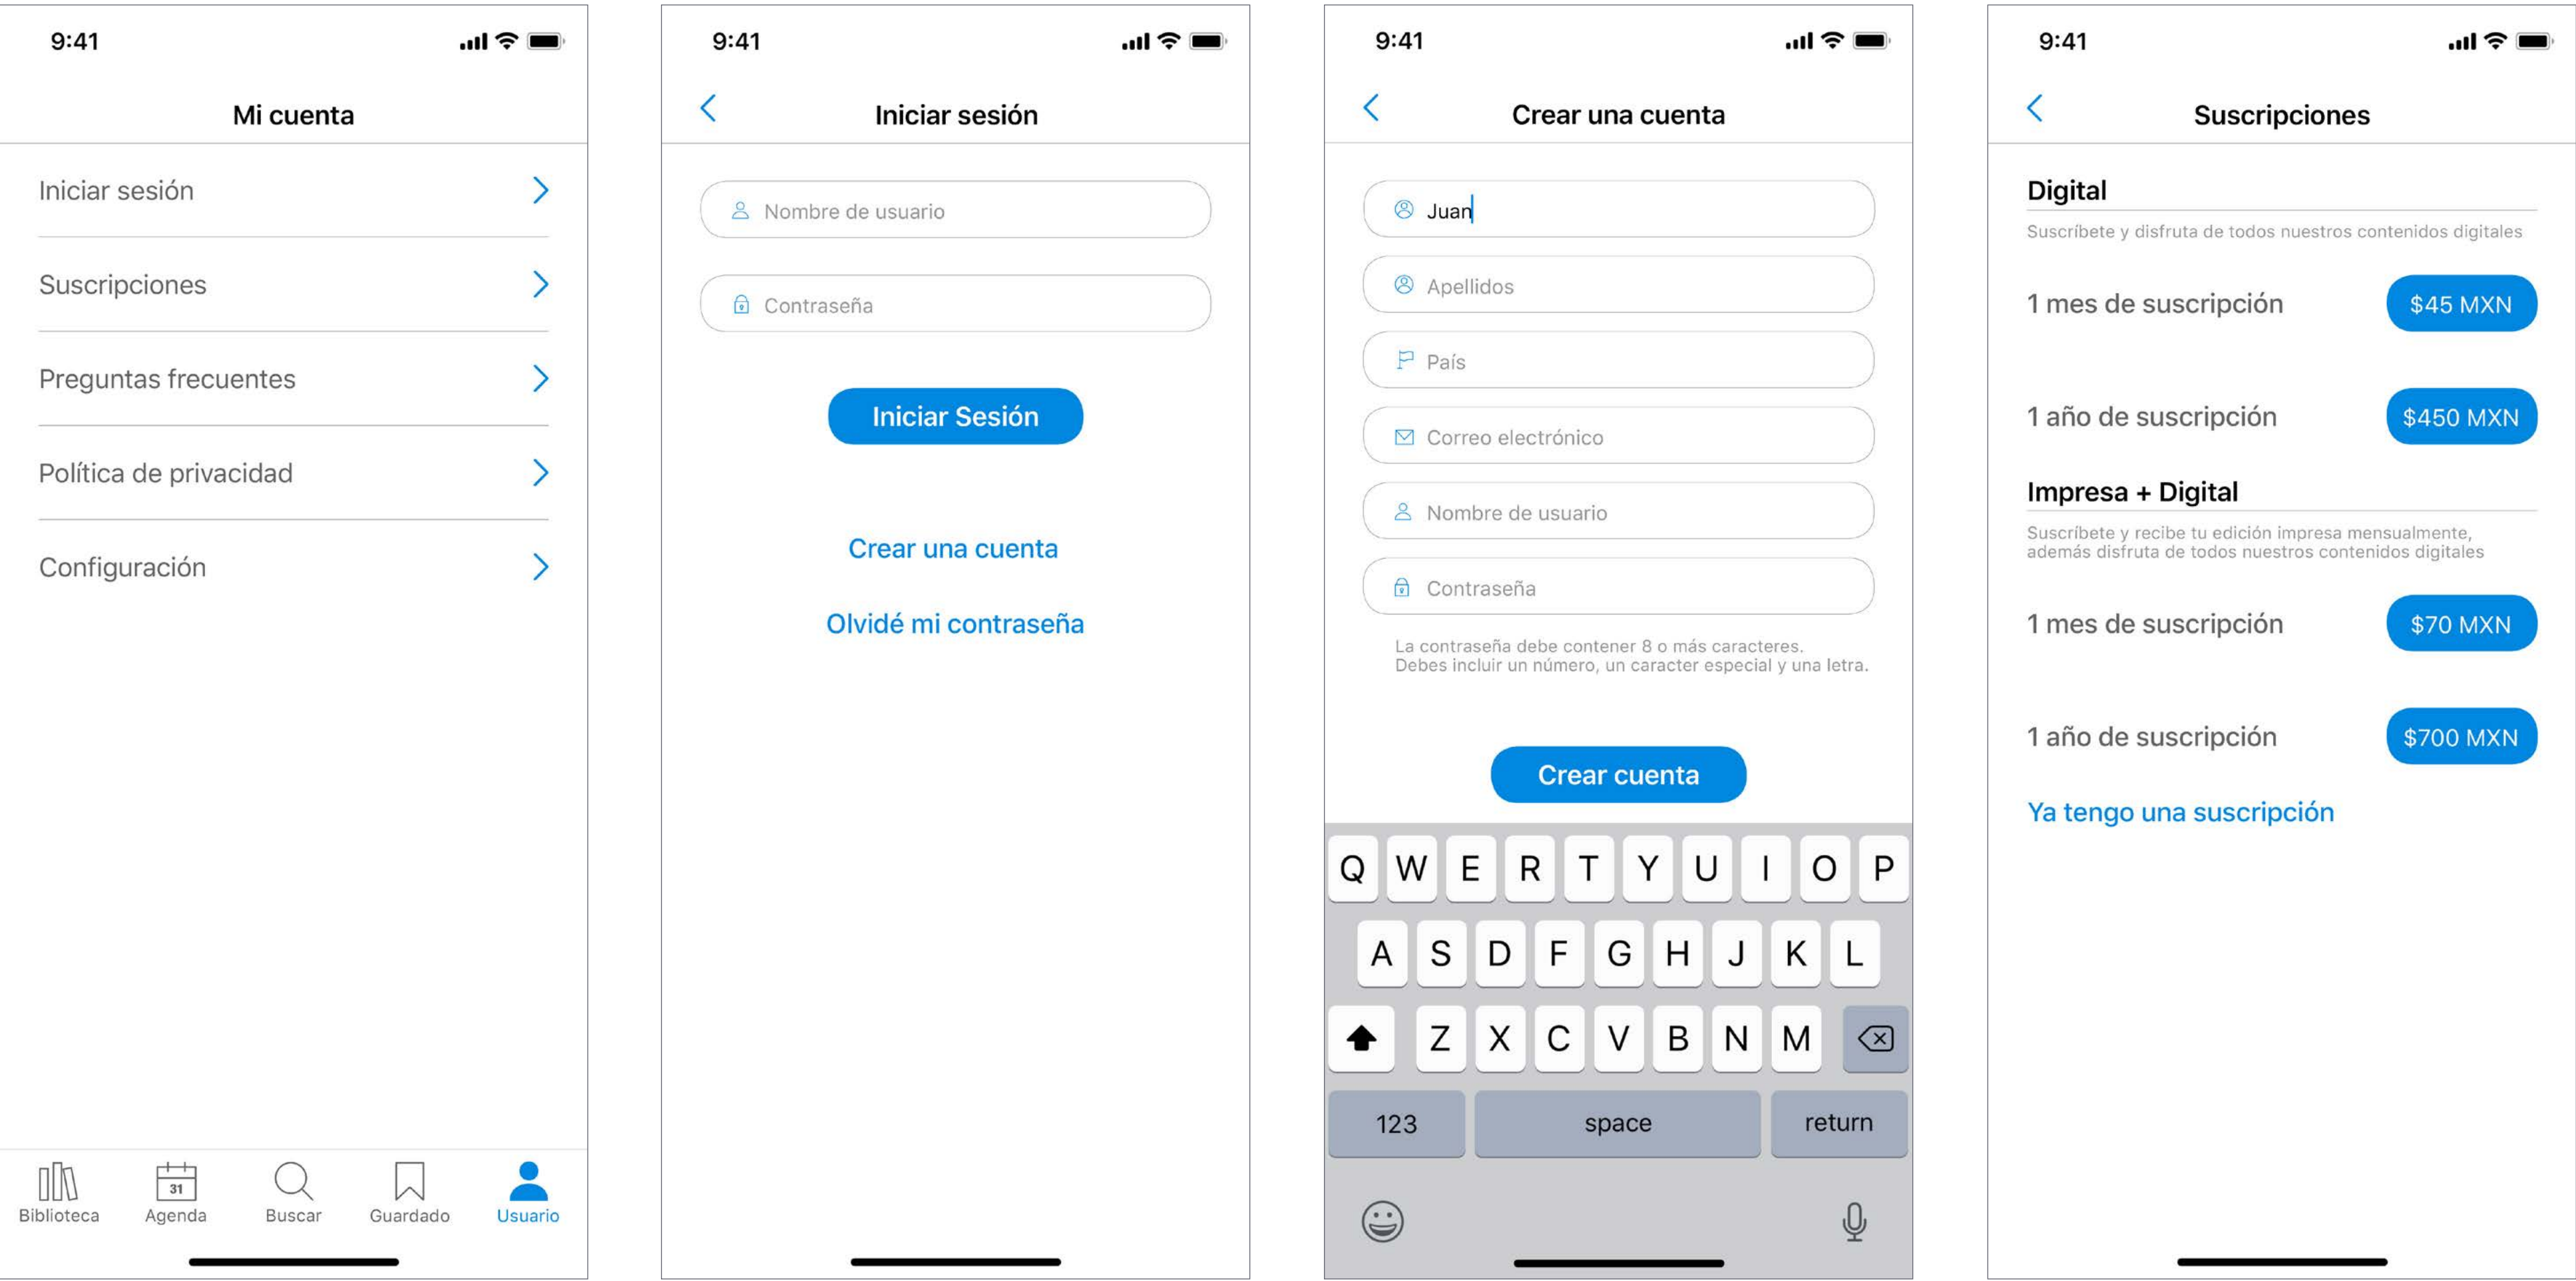 9:41
Mi cuenta
Iniciar sesión
Suscripciones
Preguntas frecuentes
Política de privacidad
Configuración
31
Biblioteca
Agenda
Buscar
Guardado
Usuario
9:41
Iniciar sesión
Nombre de usuario
Contraseña
Iniciar Sesión
Crear una cuenta
Olvidé mi contraseña
9:41
Crear una cuenta
Juan
Apellidos
País
Correo electrónico
Nombre de usuario
Contraseña
La contraseña debe contener 8 o más caracteres.
Debes incluir un número, un caracter especial y una letra.
Crear cuenta
Q W E R T Y U I O P
A S D F G H J K L
Z X C V B N M
123 space return
9:41
Suscripciones
Digital
Suscríbete y disfruta de todos nuestros contenidos digitales
1 mes de suscripción $45 MXN
1 año de suscripción $450 MXN
Impresa + Digital
Suscríbete y recibe tu edición impresa mensualmente,
además disfruta de todos nuestros contenidos digitales
1 mes de suscripción $70 MXN
1 año de suscripción $700 MXN
Ya tengo una suscripción